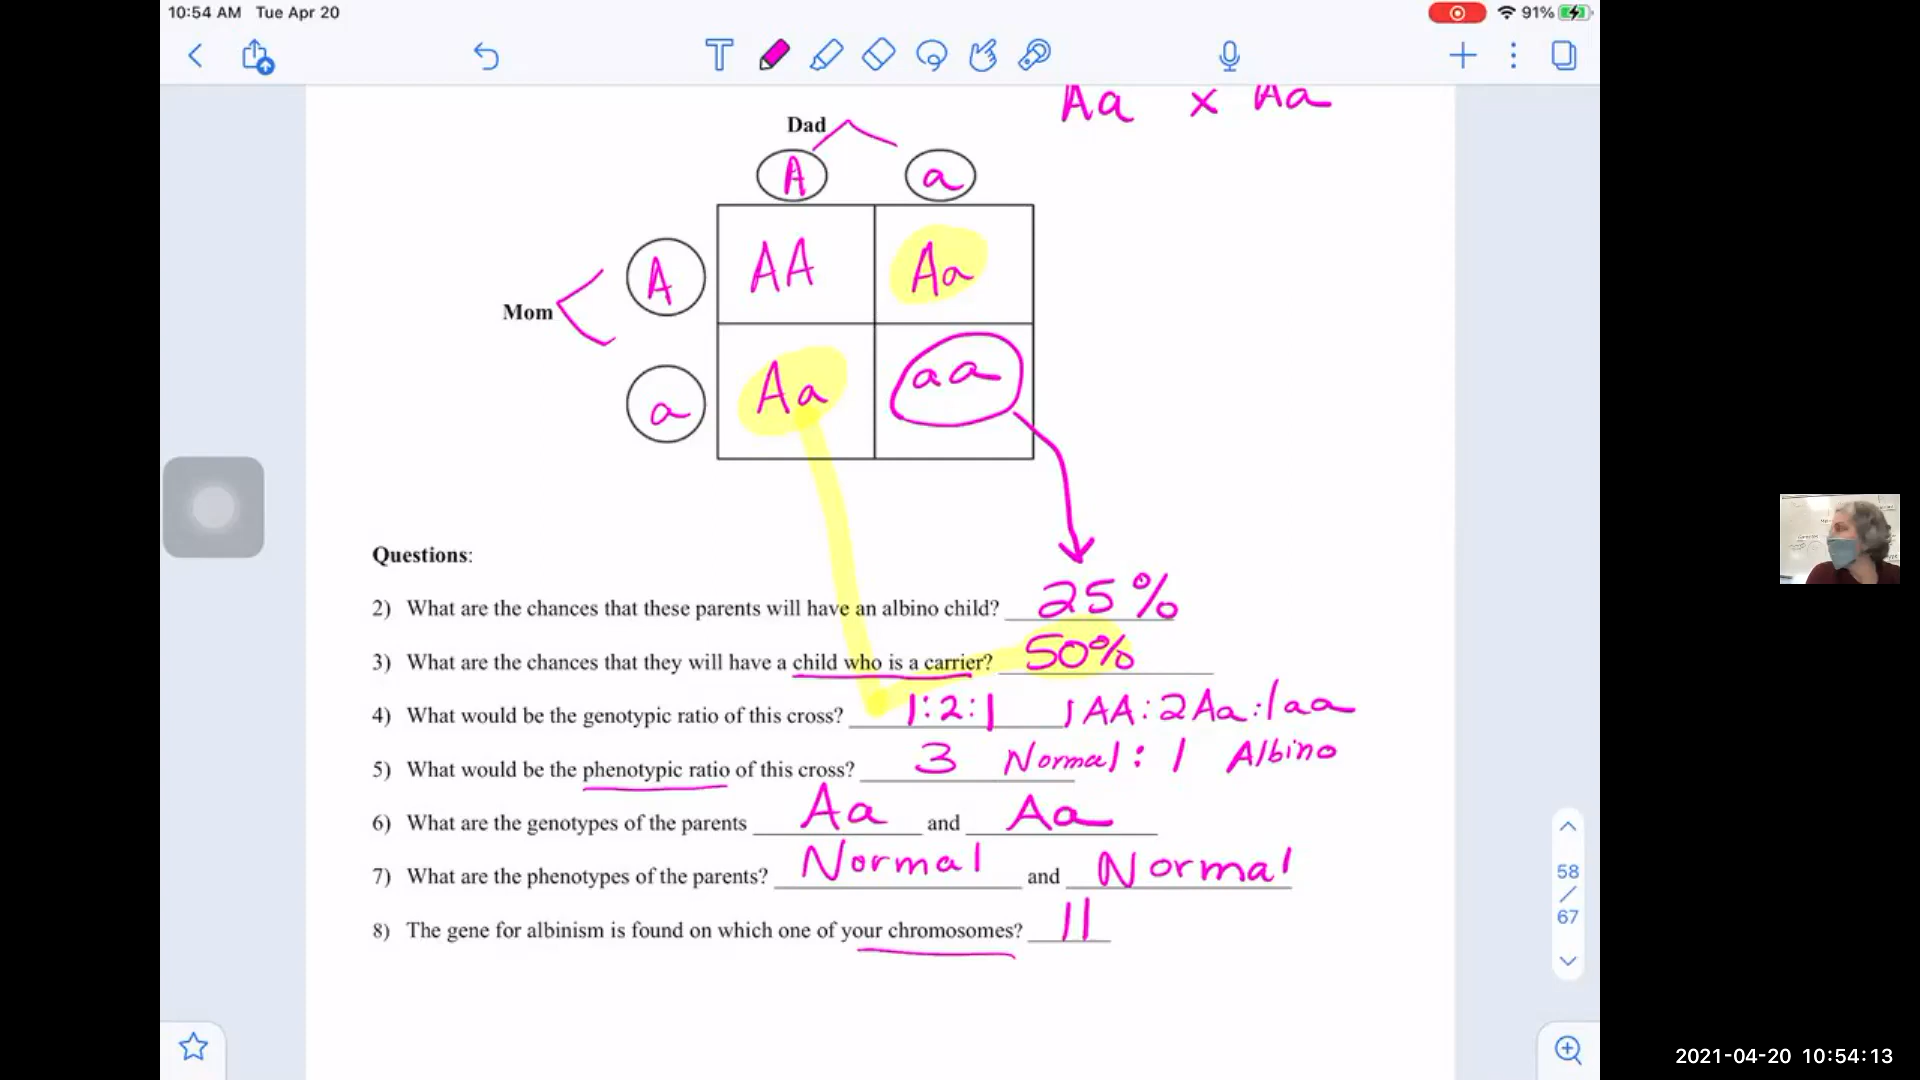 10:54 AM Tue Apr 20
91%
T
Aa x Aa
Dad
A a
A AA Aa
Mom
a Aa aa
Questions:
2) What are the chances that these parents will have an albino child? 25%
3) What are the chances that they will have a child who is a carrier? 50%
4) What would be the genotypic ratio of this cross? 1:2:1 1AA:2Aa:1aa
5) What would be the phenotypic ratio of this cross? 3 Normal : 1 Albino
6) What are the genotypes of the parents Aa and Aa
7) What are the phenotypes of the parents? Normal and Normal
8) The gene for albinism is found on which one of your chromosomes? 11
58
/
67
2021-04-20 10:54:13